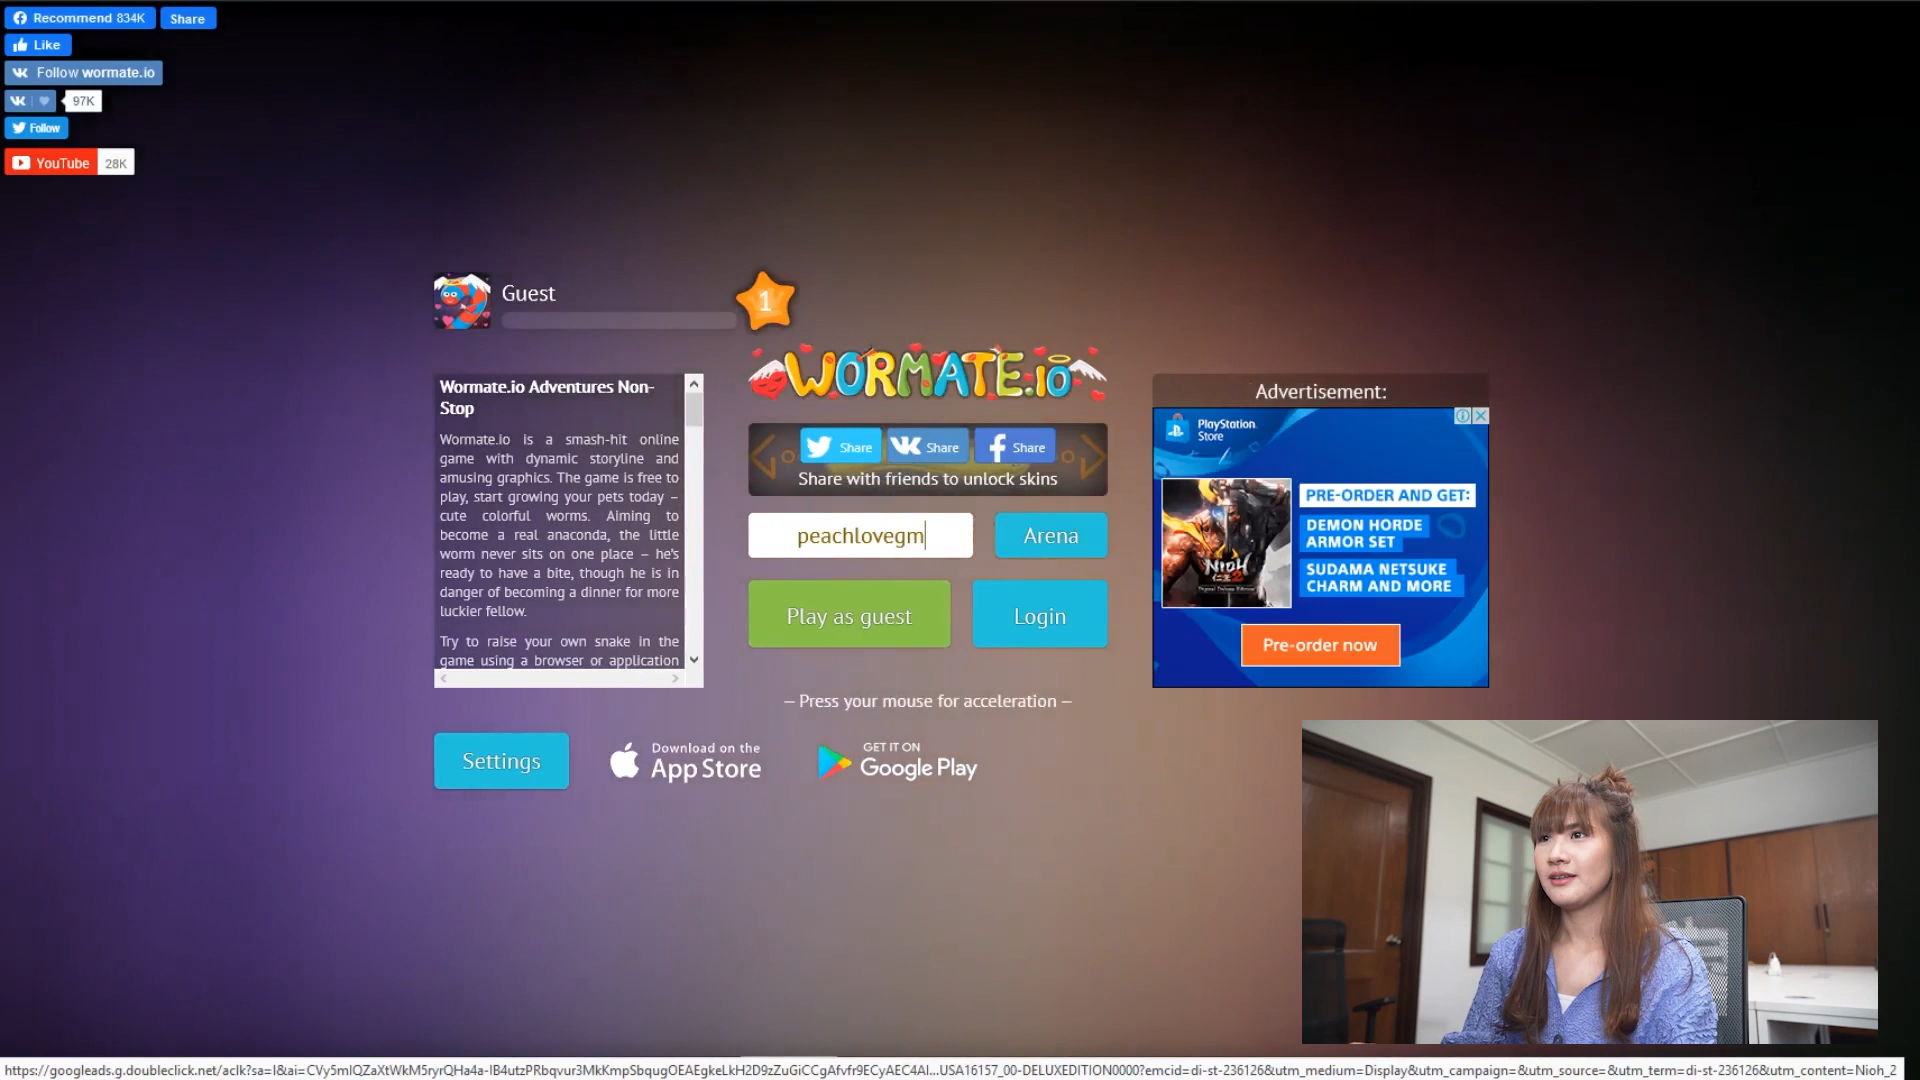 Recommend 834K
Share
Like
Follow wormate.io
97K
Follow
YouTube
28K
Guest
1
WORMATE.io
Wormate.io Adventures Non-
Stop
Wormate.io is a smash-hit online
game with dynamic storyline and
amusing graphics. The game is free to
play, start growing your pets today –
cute colorful worms. Aiming to
become a real anaconda, the little
worm never sits on one place – he's
ready to have a bite, though he is in
danger of becoming a dinner for more
luckier fellow.
Try to raise your own snake in the
game using a browser or application
Share
Share
Share
Share with friends to unlock skins
peachlovegm
Arena
Play as guest
Login
– Press your mouse for acceleration –
Settings
Download on the
App Store
GET IT ON
Google Play
Advertisement:
PlayStation
Store
PRE-ORDER AND GET:
DEMON HORDE
ARMOR SET
SUDAMA NETSUKE
CHARM AND MORE
NIOH
仁王2
Digital Deluxe Edition
Pre-order now